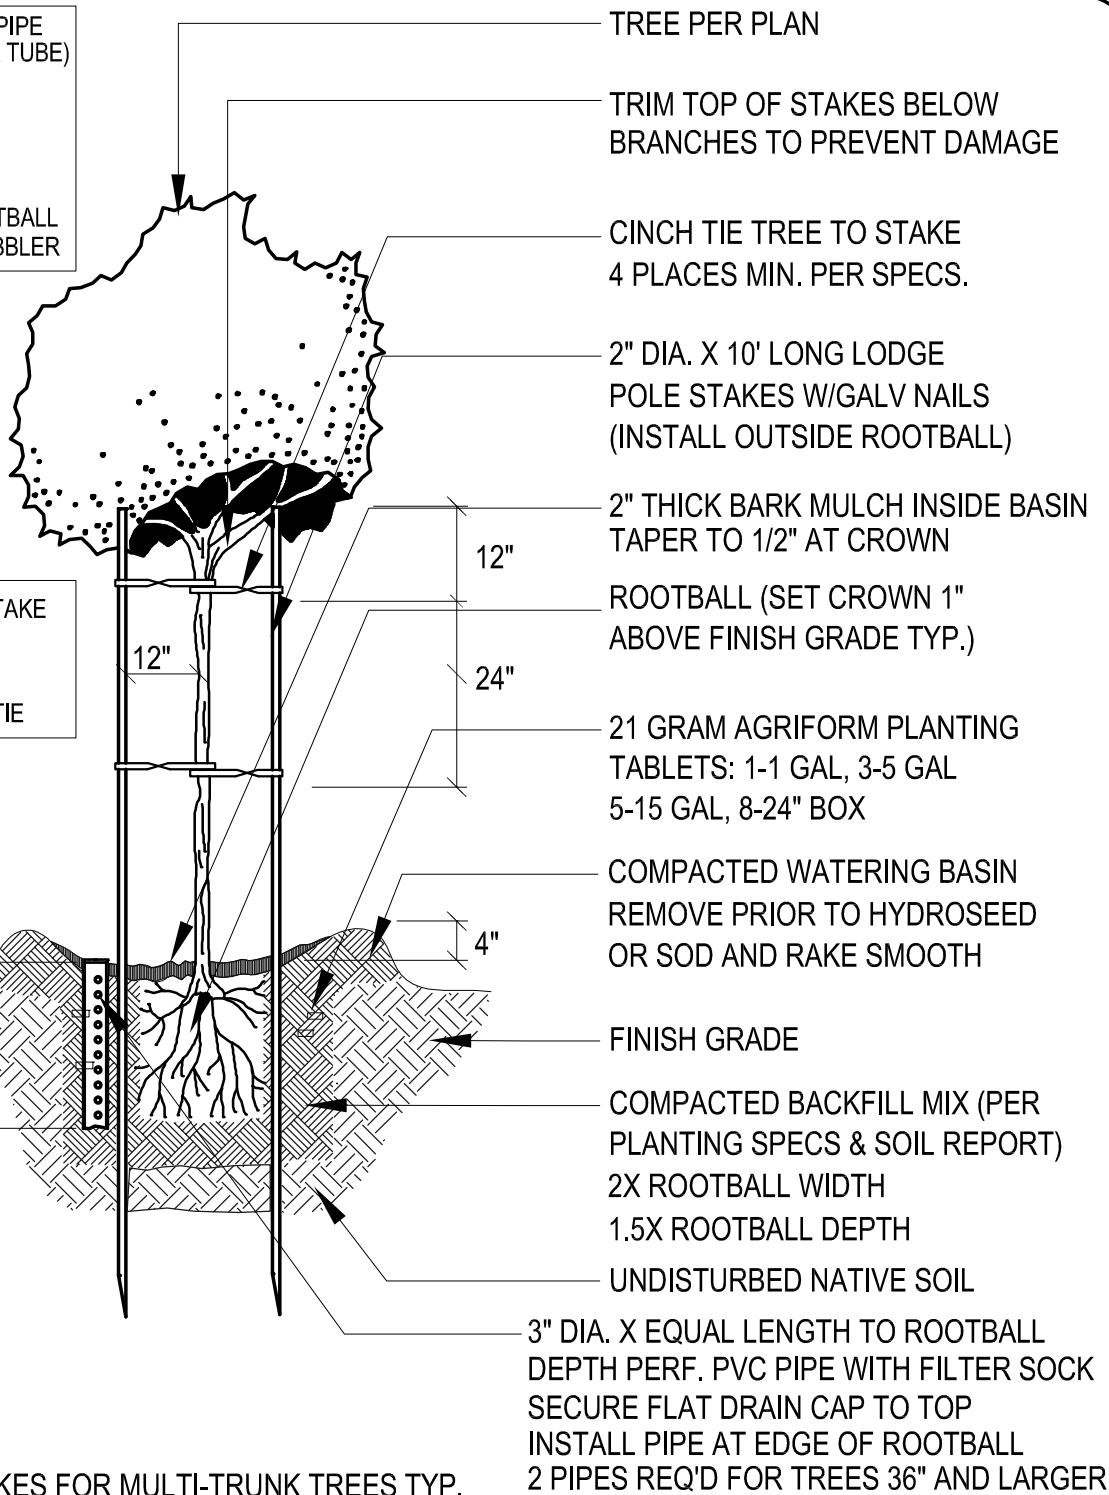 PIPE
TUBE)
TBALL
BBLER
TREE PER PLAN
TRIM TOP OF STAKES BELOW
BRANCHES TO PREVENT DAMAGE
CINCH TIE TREE TO STAKE
4 PLACES MIN. PER SPECS.
2" DIA. X 10' LONG LODGE
POLE STAKES W/GALV NAILS
(INSTALL OUTSIDE ROOTBALL)
2" THICK BARK MULCH INSIDE BASIN
TAPER TO 1/2" AT CROWN
12"
ROOTBALL (SET CROWN 1"
ABOVE FINISH GRADE TYP.)
TAKE
TIE
12"
24"
21 GRAM AGRIFORM PLANTING
TABLETS: 1-1 GAL, 3-5 GAL
5-15 GAL, 8-24" BOX
COMPACTED WATERING BASIN
REMOVE PRIOR TO HYDROSEED
OR SOD AND RAKE SMOOTH
4"
FINISH GRADE
COMPACTED BACKFILL MIX (PER
PLANTING SPECS & SOIL REPORT)
2X ROOTBALL WIDTH
1.5X ROOTBALL DEPTH
UNDISTURBED NATIVE SOIL
3" DIA. X EQUAL LENGTH TO ROOTBALL
DEPTH PERF. PVC PIPE WITH FILTER SOCK
SECURE FLAT DRAIN CAP TO TOP
INSTALL PIPE AT EDGE OF ROOTBALL
2 PIPES REQ'D FOR TREES 36" AND LARGER
KES FOR MULTI-TRUNK TREES TYP.